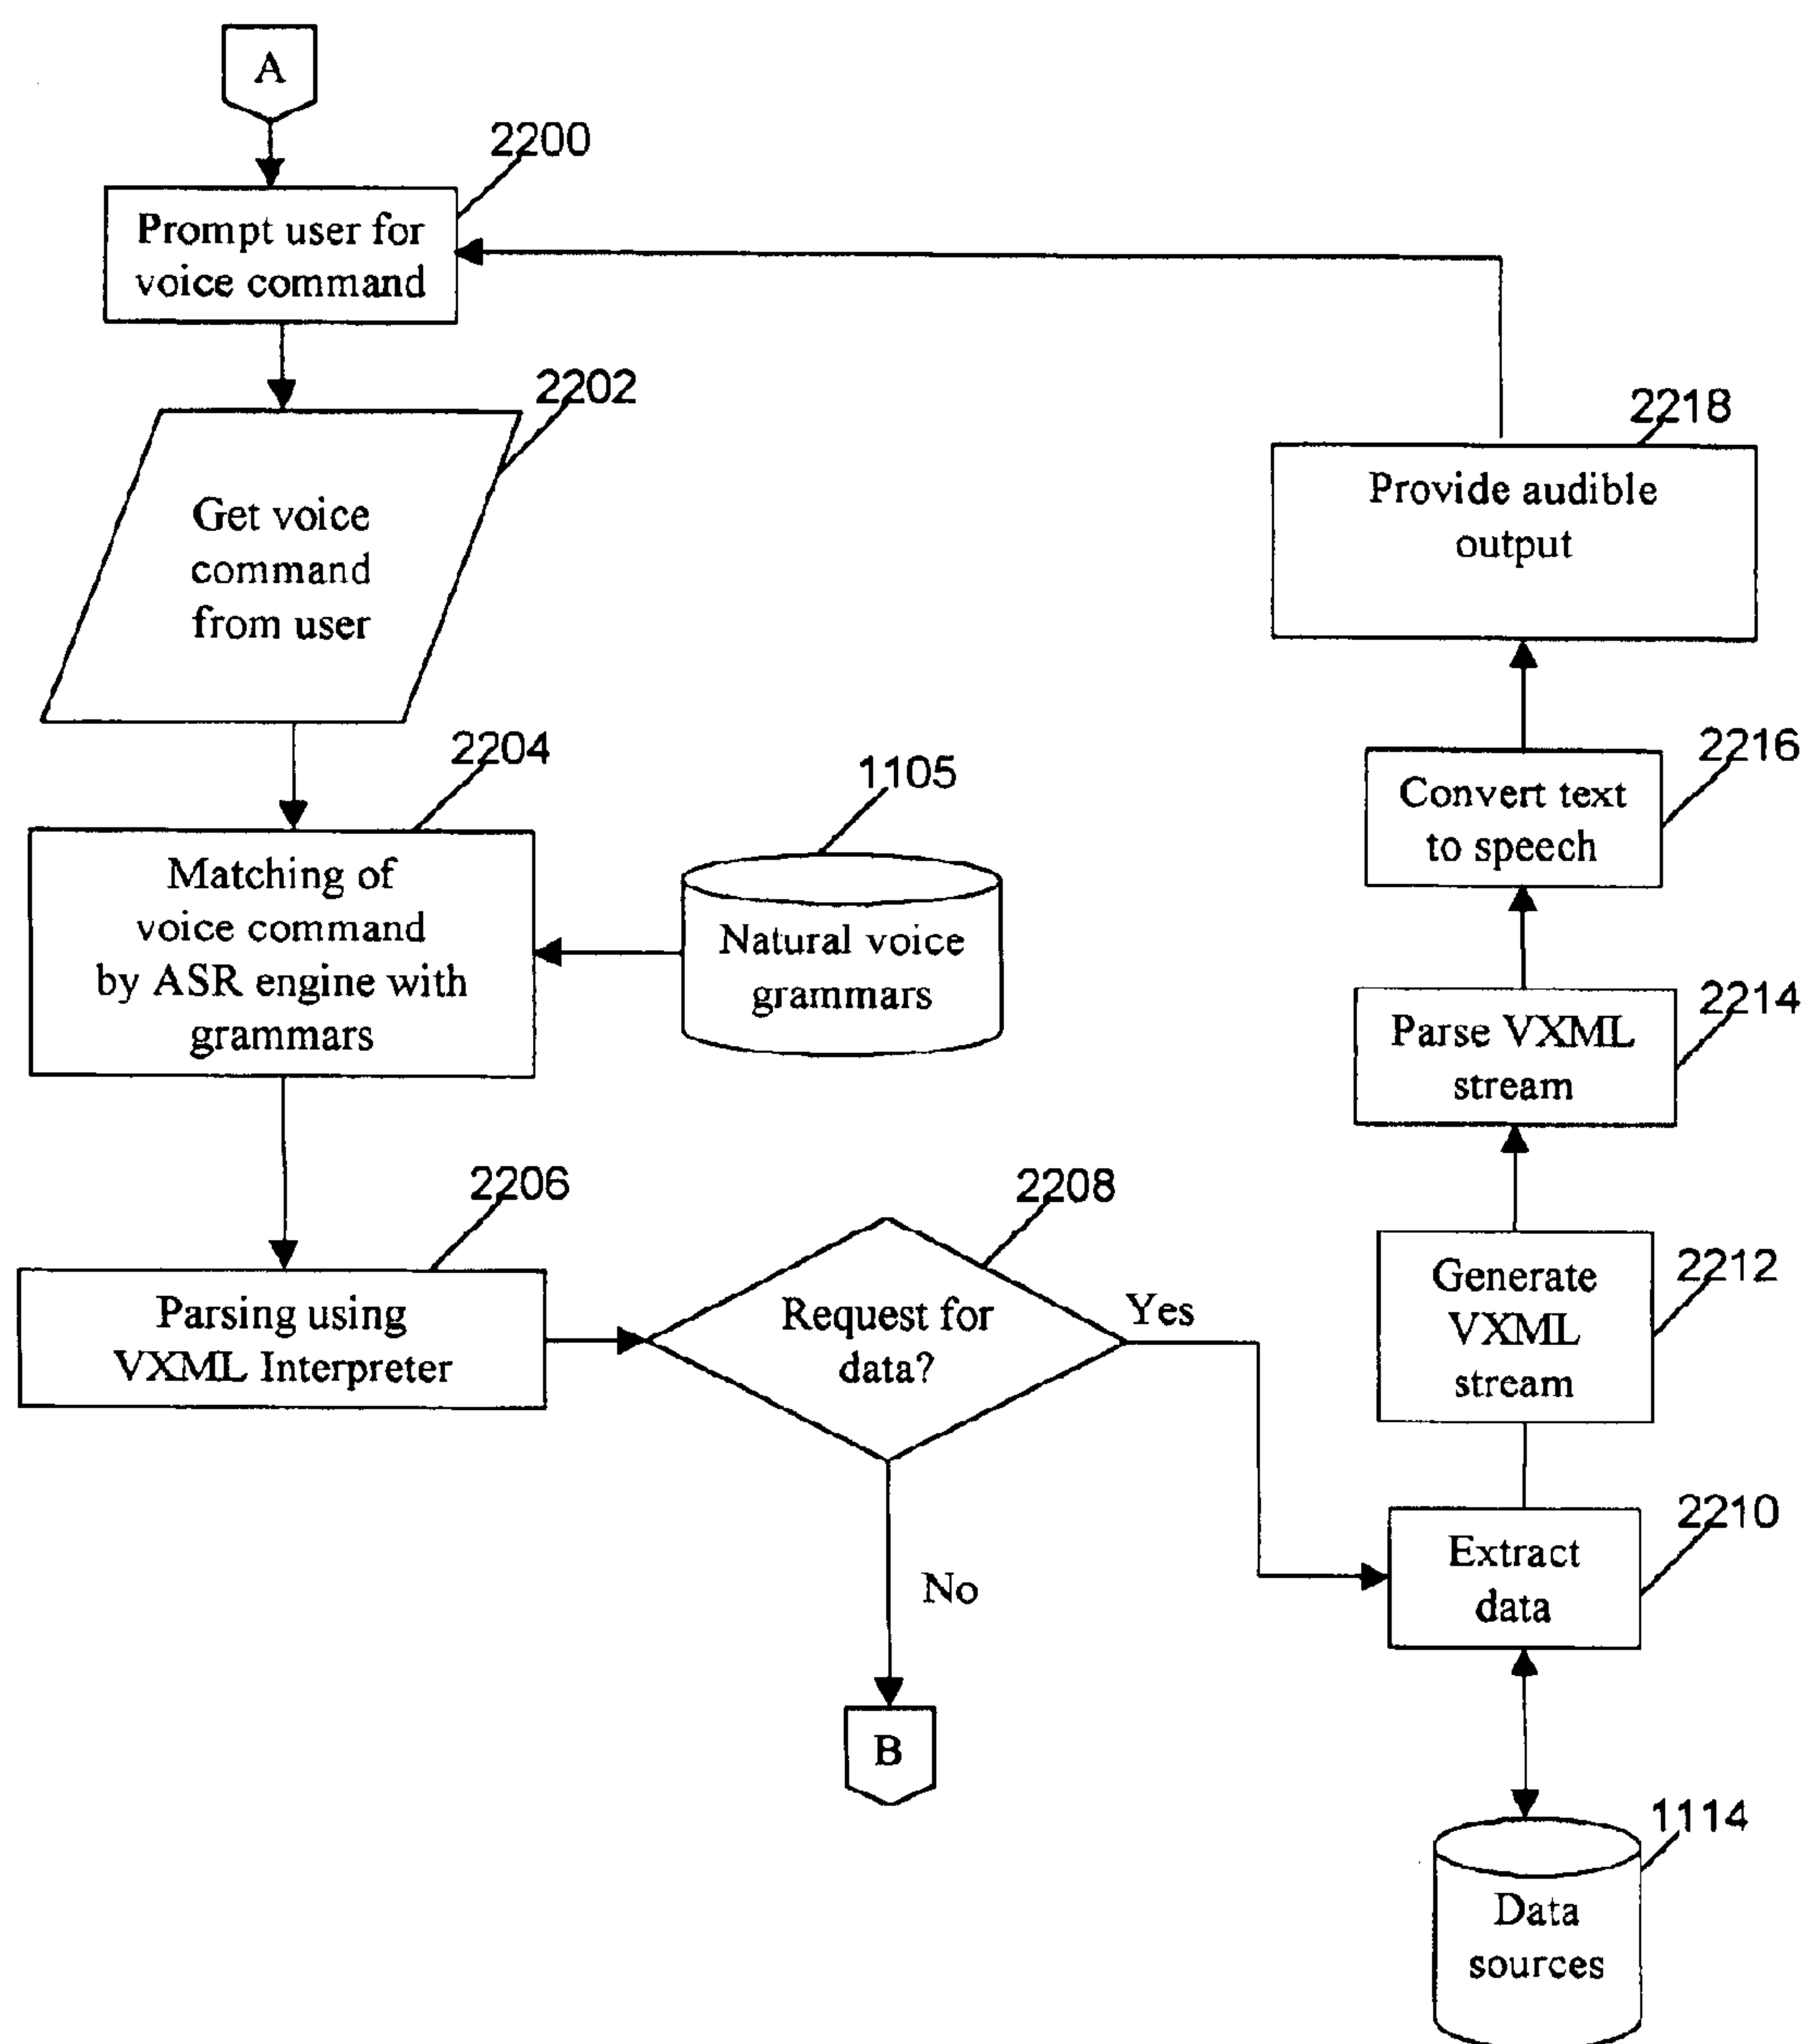 A
2200
Prompt user for
voice command
2202
Get voice
command
from user
2204
Matching of
voice command
by ASR engine with
grammars
1105
Natural voice
grammars
2206
Parsing using
VXML Interpreter
2208
Request for
data?
Yes
No
B
2218
Provide audible
output
2216
Convert text
to speech
2214
Parse VXML
stream
2212
Generate
VXML
stream
2210
Extract
data
1114
Data
sources